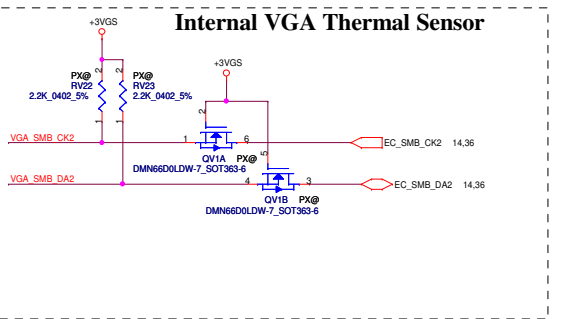 Internal VGA Thermal Sensor
+3VGS
+3VGS
PX@ PX@
RV22 RV23
2.2K_0402_5% 2.2K_0402_5%
2 2
1 1
2
VGA_SMB_CK2 1 6 EC_SMB_CK2 14,36
QV1A PX@
DMN66D0LDW-7_SOT363-6
5
VGA_SMB_DA2 4 3 EC_SMB_DA2 14,36
QV1B PX@
DMN66D0LDW-7_SOT363-6